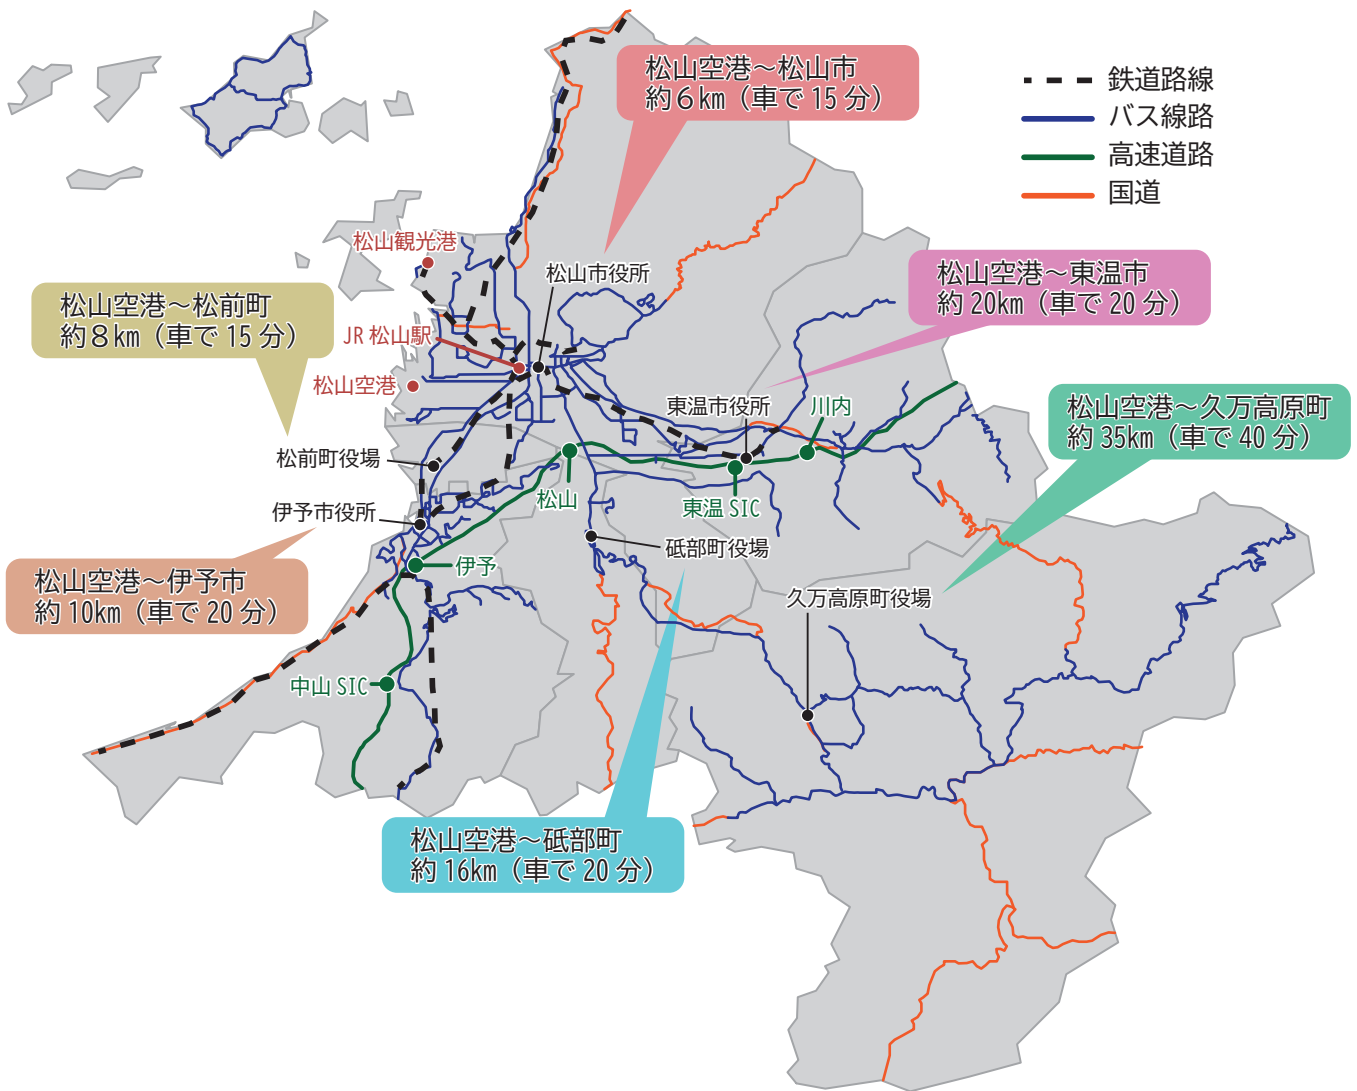 松山空港～松山市
約６km（車で 15 分）
鉄道路線
バス線路
高速道路
国道
松山観光港
松山市役所
松山空港～東温市
約 20km（車で 20 分）
松山空港～松前町
約８km（車で 15 分）
JR 松山駅
松山空港
東温市役所
川内
松山空港～久万高原町
約 35km（車で 40 分）
松前町役場
松山
東温 SIC
伊予市役所
砥部町役場
伊予
松山空港～伊予市
約 10km（車で 20 分）
久万高原町役場
中山 SIC
松山空港～砥部町
約 16km（車で 20 分）